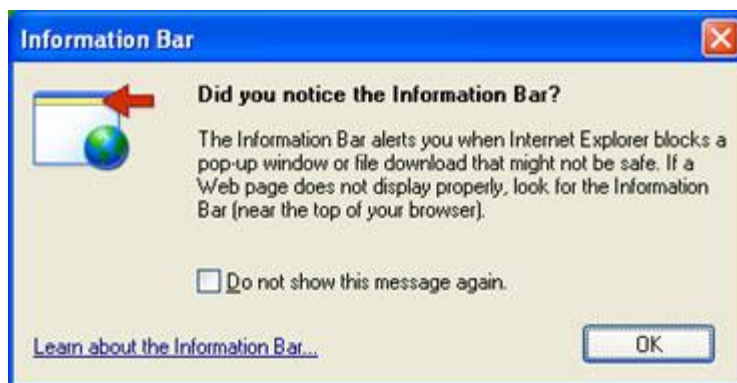 Information Bar
Did you notice the Information Bar?
The Information Bar alerts you when Internet Explorer blocks a
pop-up window or file download that might not be safe. If a
Web page does not display properly, look for the Information
Bar (near the top of your browser).
Do not show this message again.
Learn about the Information Bar...
OK